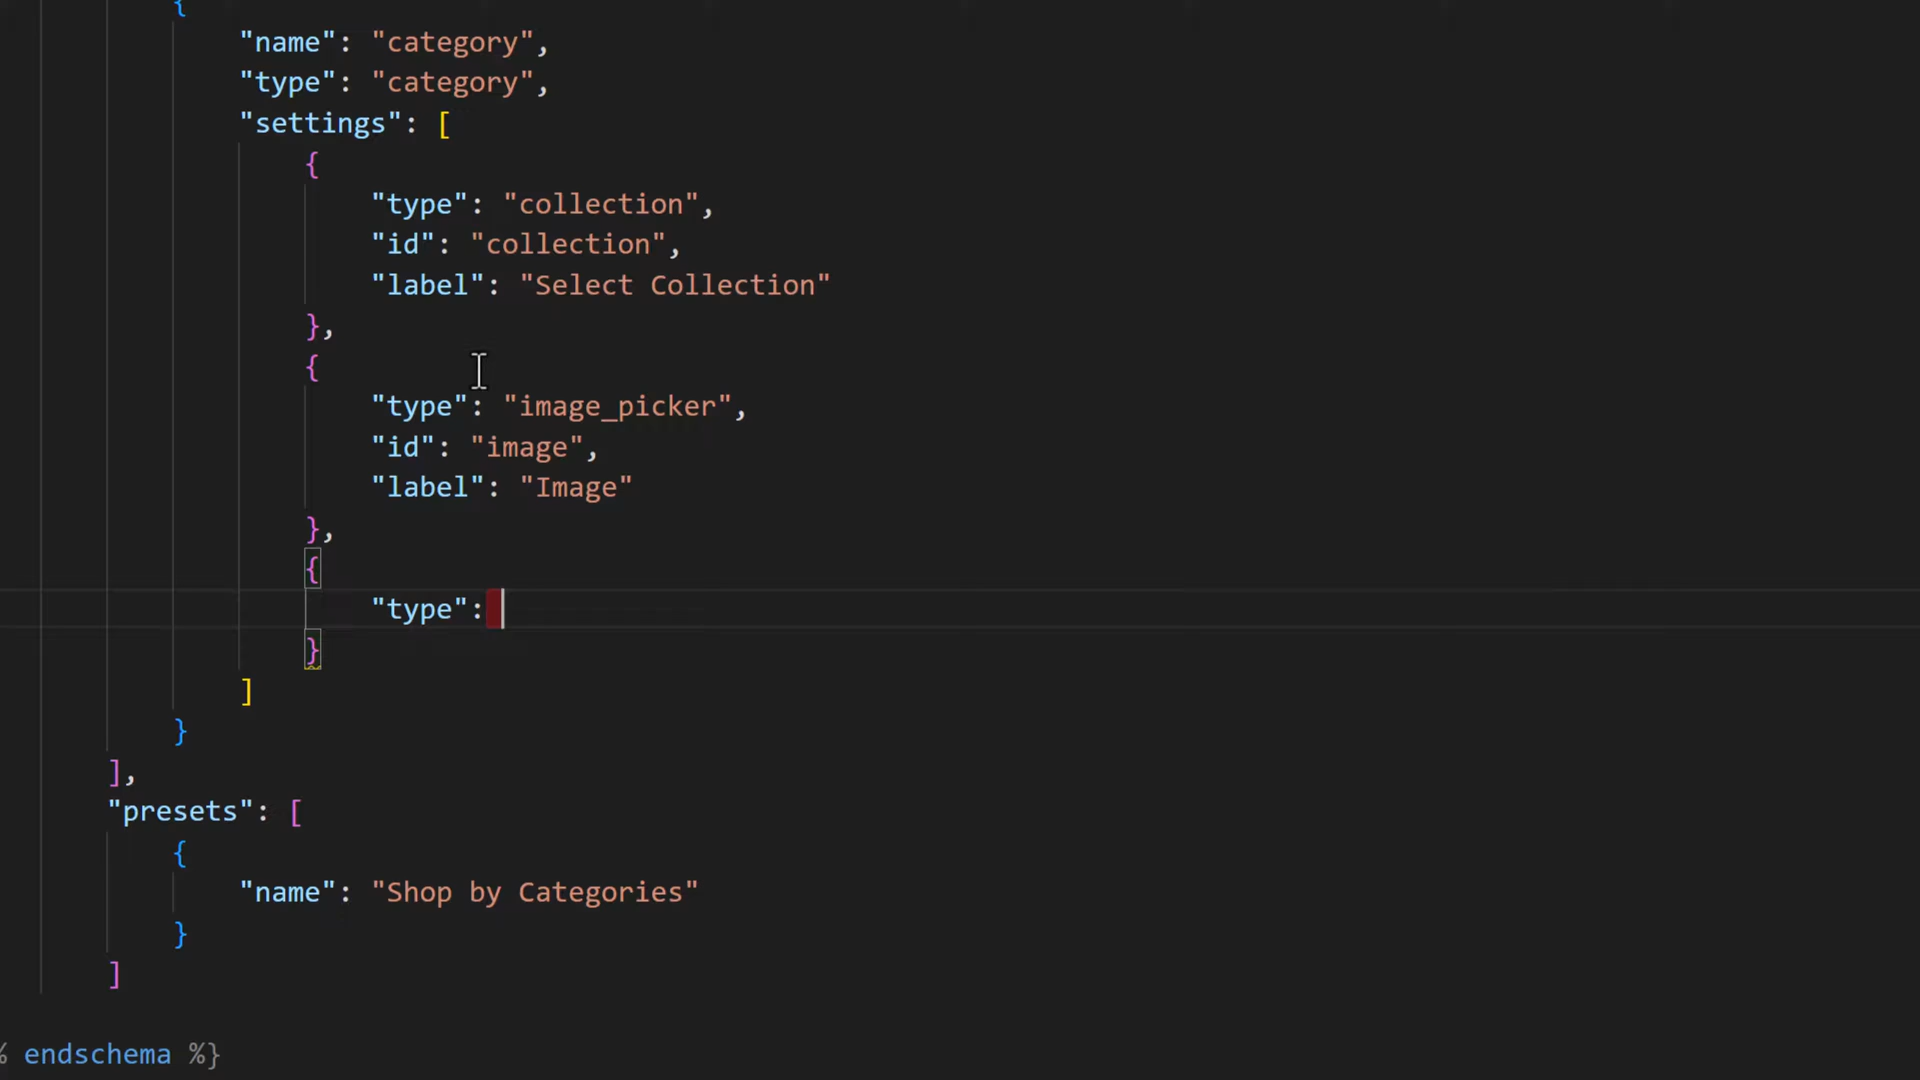 {
"name": "category",
"type": "category",
"settings": [
{
"type": "collection",
"id": "collection",
"label": "Select Collection"
},
{
"type": "image_picker",
"id": "image",
"label": "Image"
},
{
"type":
}
]
}
],
"presets": [
{
"name": "Shop by Categories"
}
]
% endschema %}